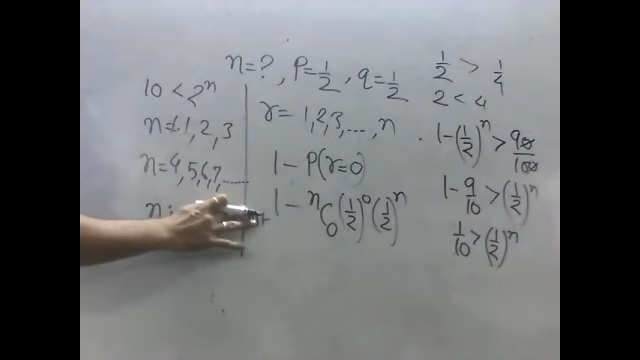 n=? , P=1/2 , q=1/2
r = 1,2,3,....,n
1 - P(r=0)
1 - ⁿC₀ (1/2)⁰ (1/2)ⁿ
1/2 > 1/4
2 < 4
1-(1/2)ⁿ > 90/100
1 - 9/10 > (1/2)ⁿ
1/10 > (1/2)ⁿ
10 < 2ⁿ
n≠1,2,3
n=4,5,6,7,......
n